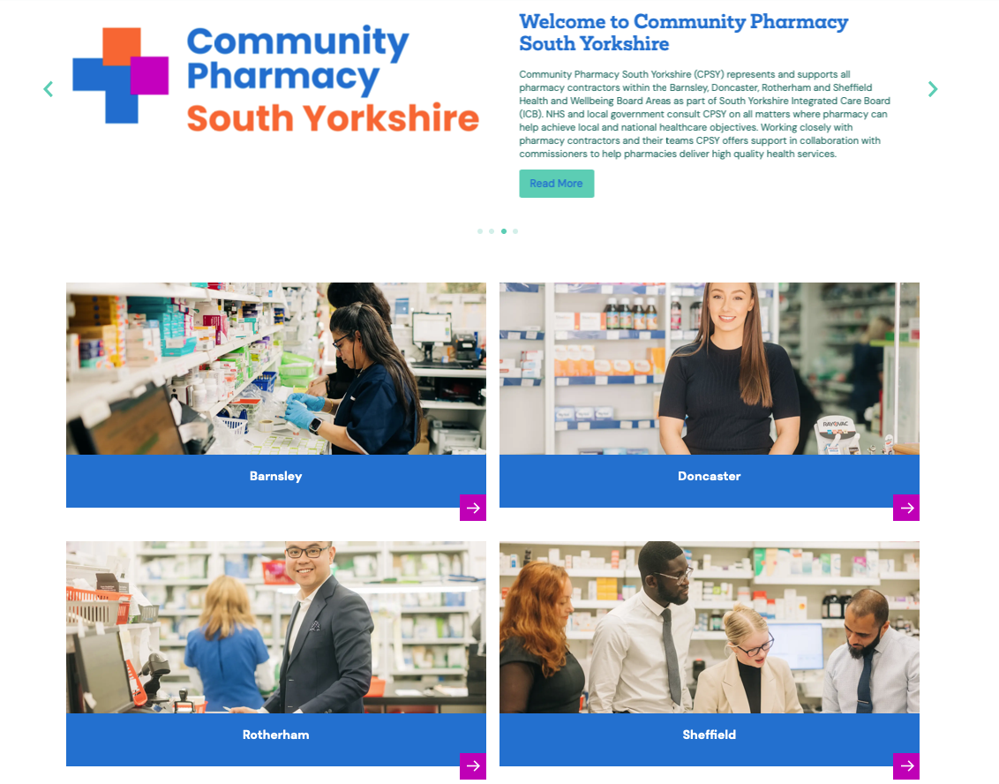 Community
Pharmacy
South Yorkshire
Welcome to Community Pharmacy
South Yorkshire
Community Pharmacy South Yorkshire (CPSY) represents and supports all
pharmacy contractors within the Barnsley, Doncaster, Rotherham and Sheffield
Health and Wellbeing Board Areas as part of South Yorkshire Integrated Care Board
(ICB). NHS and local government consult CPSY on all matters where pharmacy can
help achieve local and national healthcare objectives. Working closely with
pharmacy contractors and their teams CPSY offers support in collaboration with
commissioners to help pharmacies deliver high quality health services.
Read More
RAYOVAC
Barnsley
Doncaster
Rotherham
Sheffield